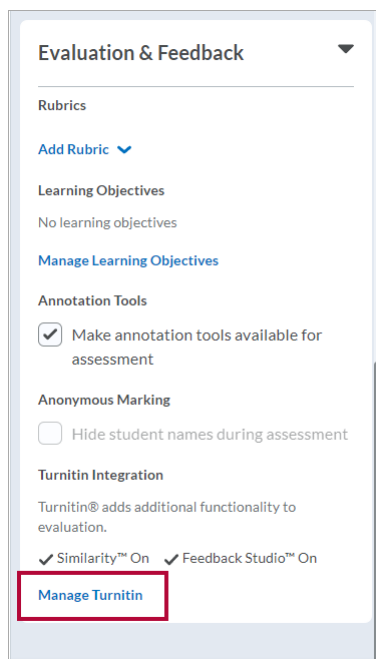 Evaluation & Feedback
Rubrics
Add Rubric
Learning Objectives
No learning objectives
Manage Learning Objectives
Annotation Tools
Make annotation tools available for
assessment
Anonymous Marking
Hide student names during assessment
Turnitin Integration
Turnitin® adds additional functionality to
evaluation.
Similarity™ On Feedback Studio™ On
Manage Turnitin